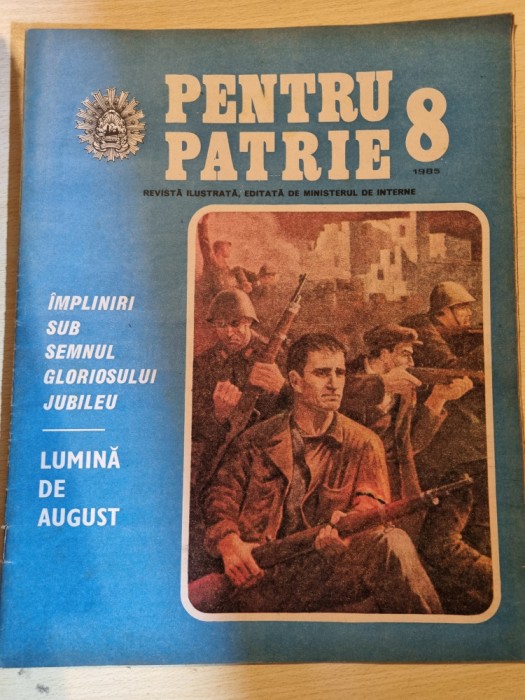 PENTRU
PATRIE 8
1985
REVISTĂ ILUSTRATĂ, EDITATĂ DE MINISTERUL DE INTERNE
ÎMPLINIRI
SUB
SEMNUL
GLORIOSULUI
JUBILEU
LUMINĂ
DE
AUGUST